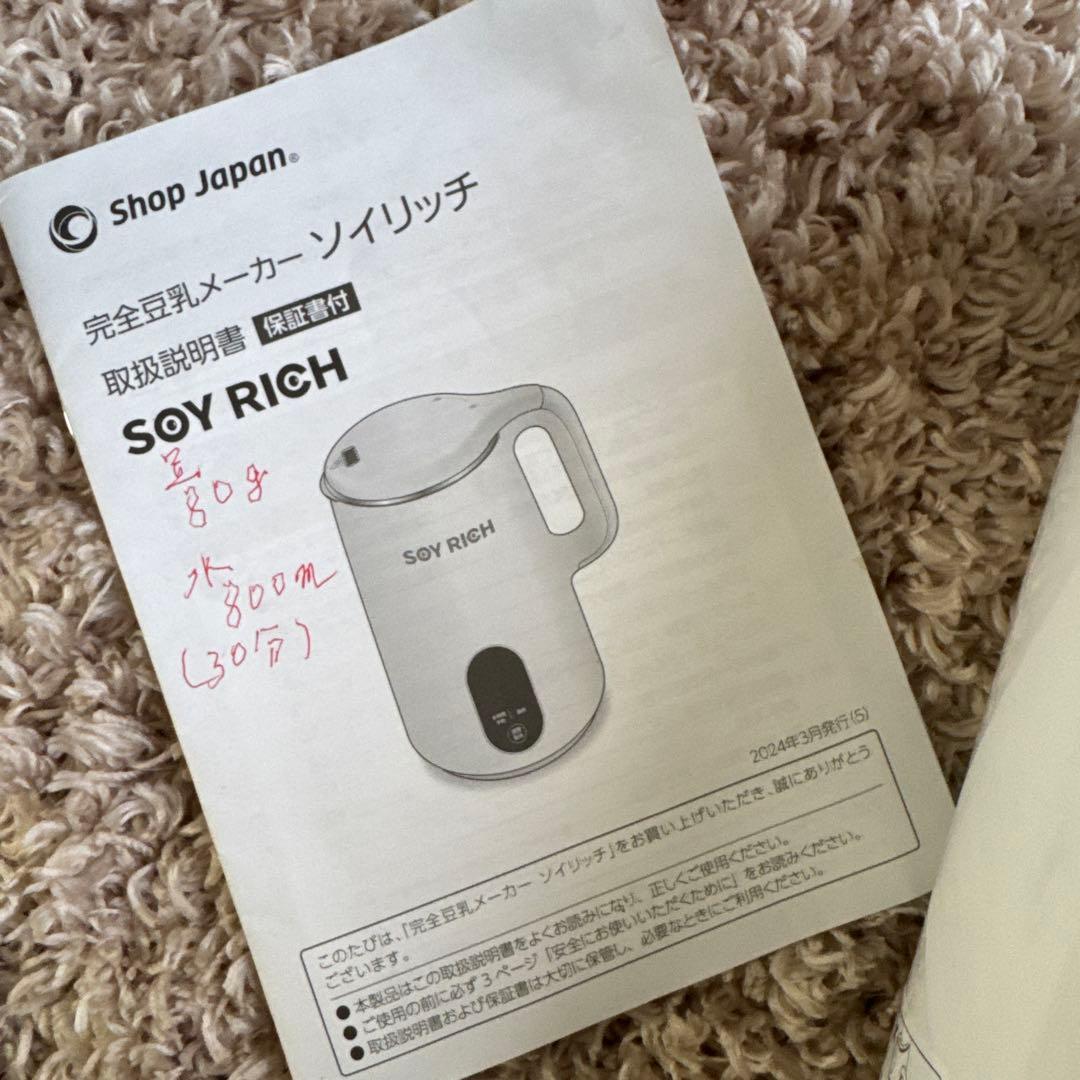 Shop Japan®
完全豆乳メーカー ソイリッチ
取扱説明書 保証書付
SOY RICH
豆
80g
水
800m
(30分)
SOY RICH
2024年3月発行(5)
このたびは、「完全豆乳メーカー ソイリッチ」をお買い上げいただき、誠にありがとう
ございます。
●本製品はこの取扱説明書をよくお読みになり、正しくご使用ください。
●ご使用の前に必ず3ページ「安全にお使いいただくために」をお読みください。
●取扱説明書および保証書は大切に保管し、必要なときにご利用ください。